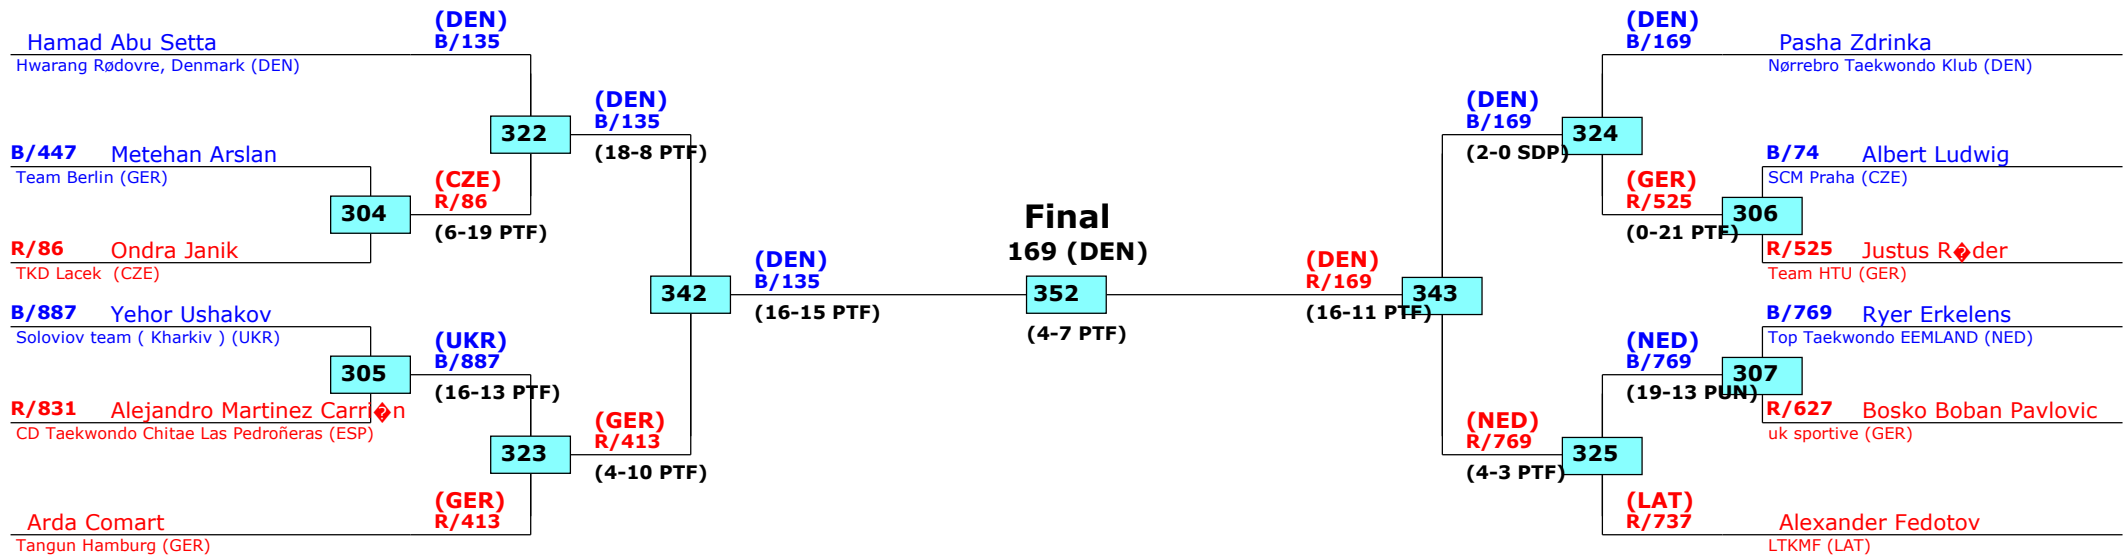 (DEN)
B/135
Hamad Abu Setta
Hwarang Rødovre, Denmark (DEN)
322
(DEN)
B/135
(18-8 PTF)
B/447 Metehan Arslan
Team Berlin (GER)
304
(CZE)
R/86
(6-19 PTF)
R/86 Ondra Janik
TKD Lacek (CZE)
342
(DEN)
B/135
(16-15 PTF)
B/887 Yehor Ushakov
Soloviov team ( Kharkiv ) (UKR)
305
(UKR)
B/887
(16-13 PTF)
R/831 Alejandro Martinez Carri�n
CD Taekwondo Chitae Las Pedroñeras (ESP)
323
(GER)
R/413
(4-10 PTF)
(GER)
R/413
Arda Comart
Tangun Hamburg (GER)
Final
169 (DEN)
352
(4-7 PTF)
(DEN)
B/169
Pasha Zdrinka
Nørrebro Taekwondo Klub (DEN)
(DEN)
B/169
(2-0 SDP)
324
B/74 Albert Ludwig
SCM Praha (CZE)
(GER)
R/525
(0-21 PTF)
306
R/525 Justus R�der
Team HTU (GER)
(DEN)
R/169
(16-11 PTF)
343
B/769 Ryer Erkelens
Top Taekwondo EEMLAND (NED)
(NED)
B/769
(19-13 PUN)
307
R/627 Bosko Boban Pavlovic
uk sportive (GER)
(NED)
R/769
(4-3 PTF)
325
(LAT)
R/737
Alexander Fedotov
LTKMF (LAT)